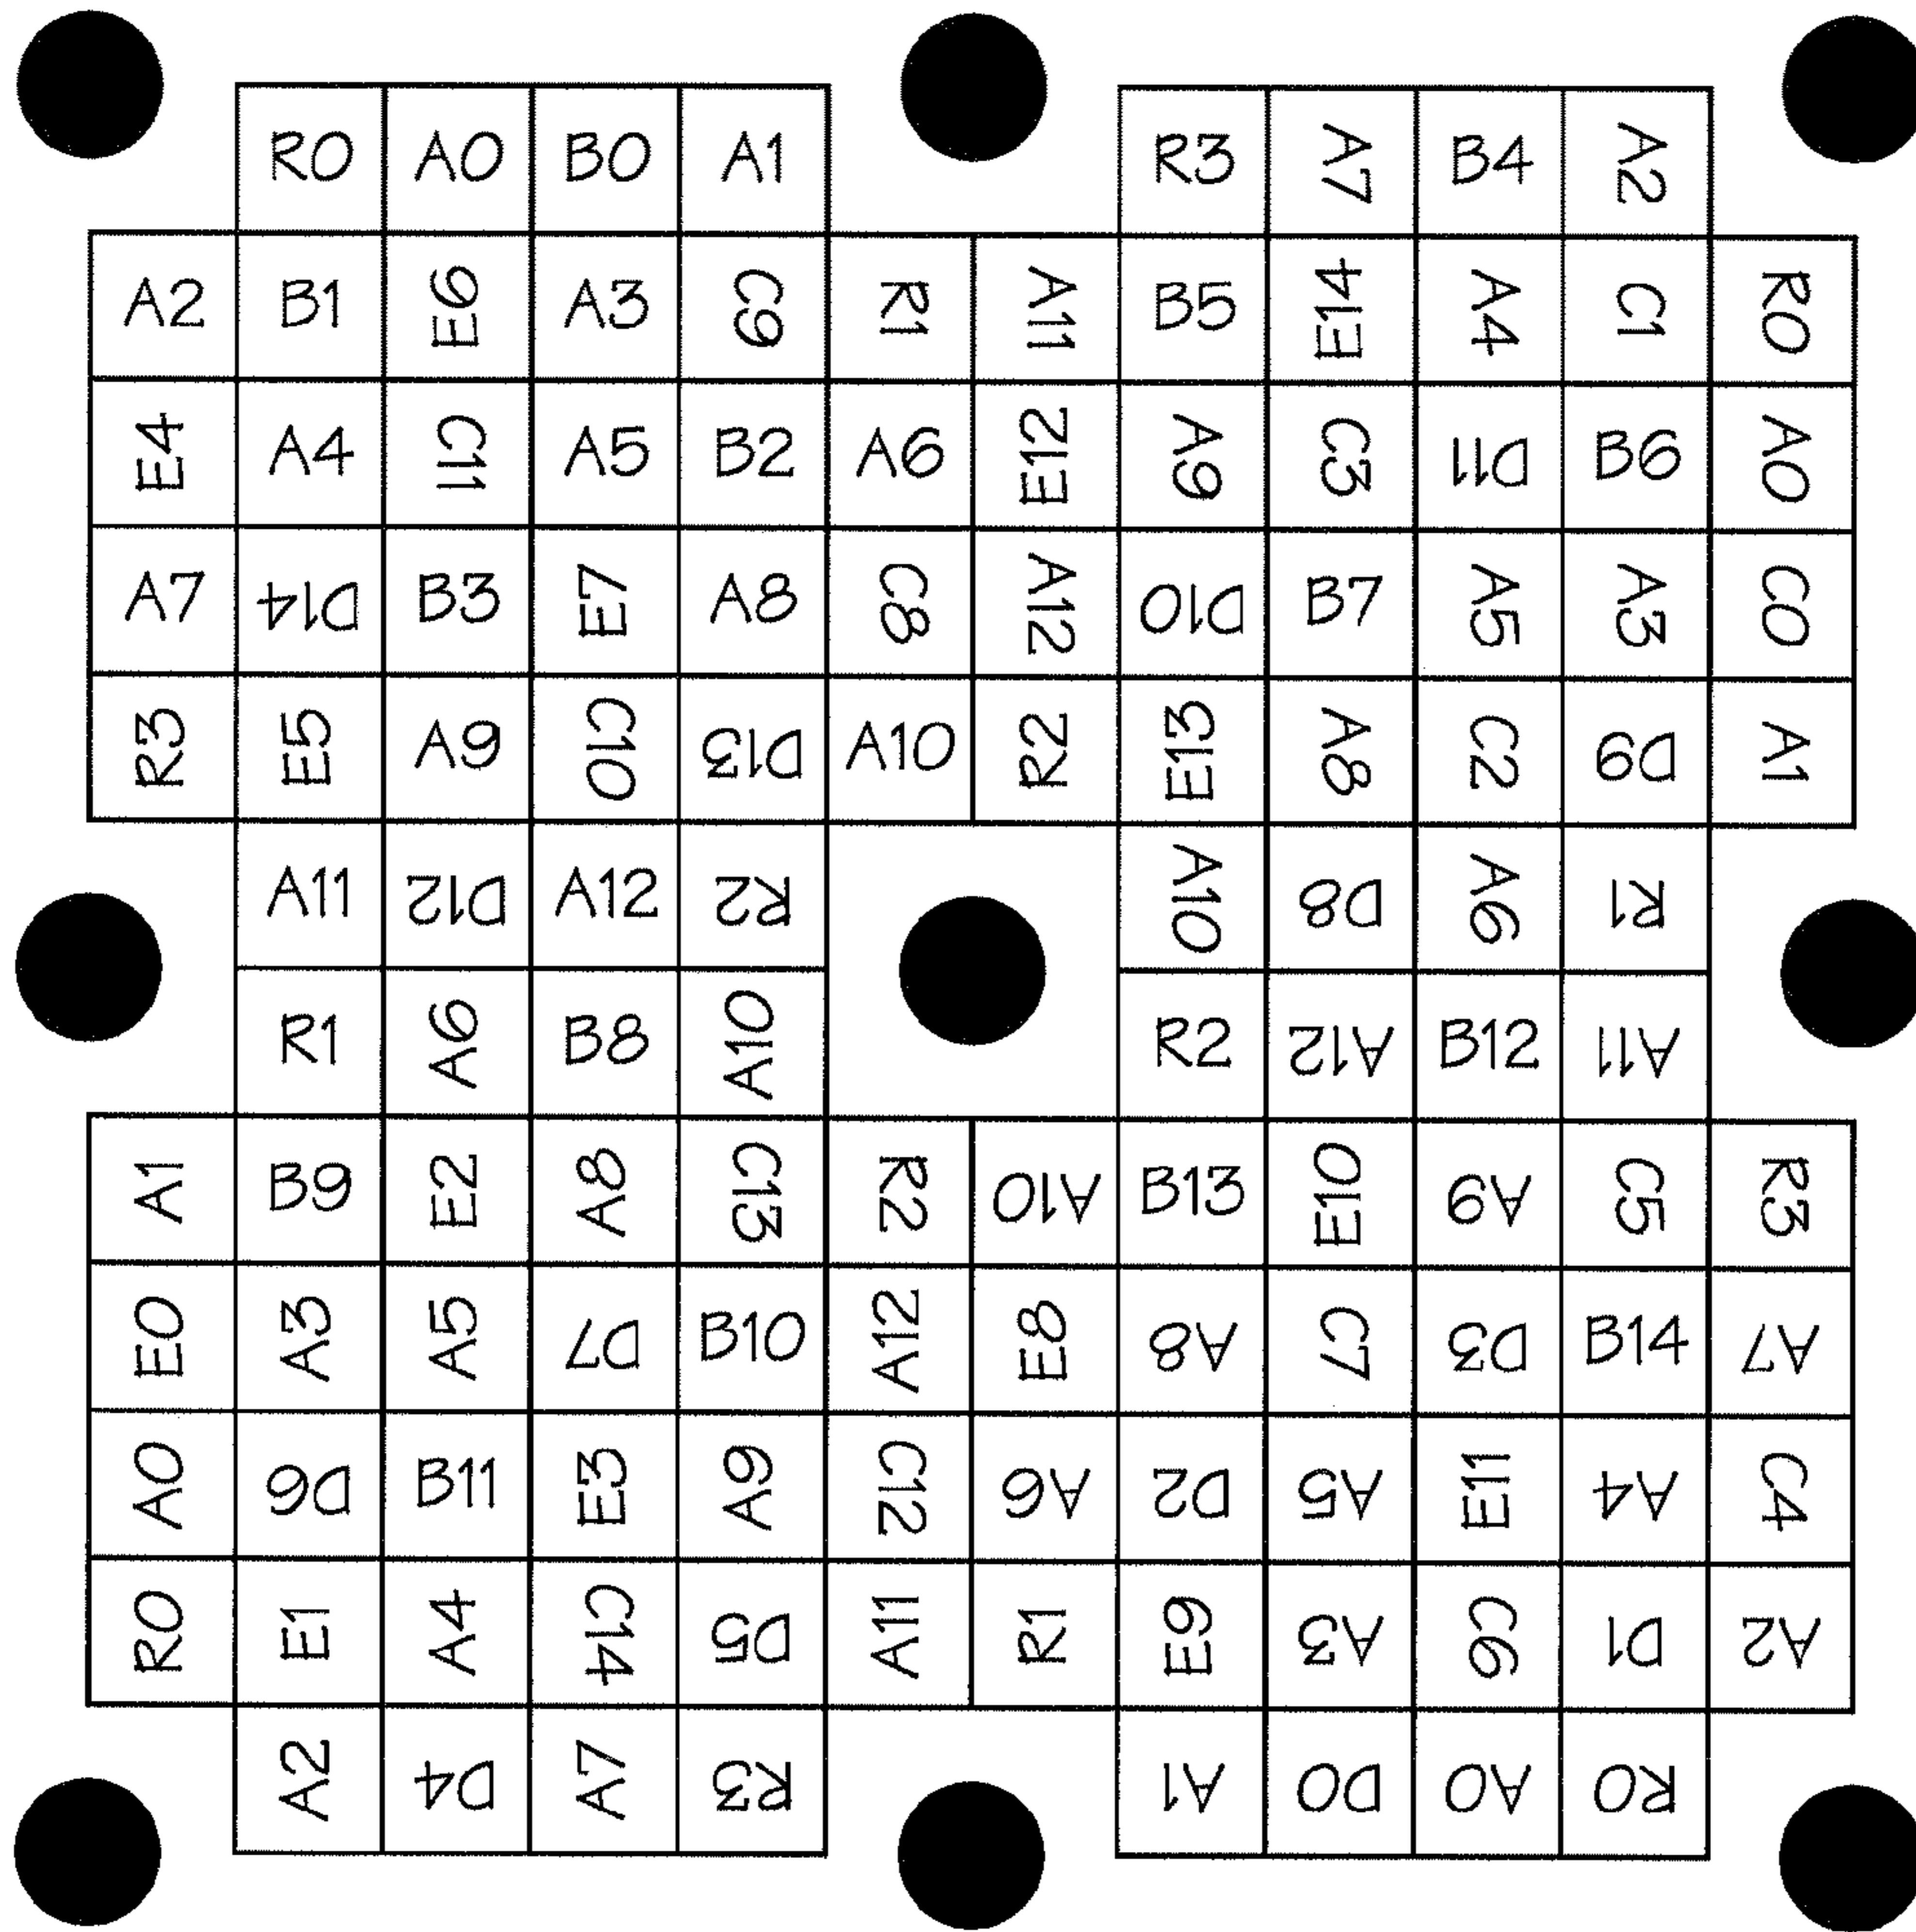 R0 A0 B0 A1 R3 A7 B4 A2
A2 B1 E6 A3 C9 R1 A11 B5 E14 A4 C1 R0
E4 A4 C11 A5 B2 A6 E12 A9 C3 D11 B6 A0
A7 D14 B3 E7 A8 C8 A12 D10 B7 A5 A3 C0
R3 E5 A9 C10 D13 A10 R2 E13 A8 C2 D9 A1
A11 D12 A12 R2 A10 D8 A6 R1
R1 A6 B8 A10 R2 A12 B12 A11
A1 B9 E2 A8 C13 R2 A10 B13 E10 A9 C5 R3
E0 A3 A5 D7 B10 A12 E8 A8 C7 D3 B14 A7
A0 D6 B11 E3 A9 C12 A6 D2 A5 E11 A4 C4
R0 E1 A4 C14 D5 A11 R1 E9 A3 C6 D1 A2
A2 D4 A7 R3 A1 D0 A0 R0